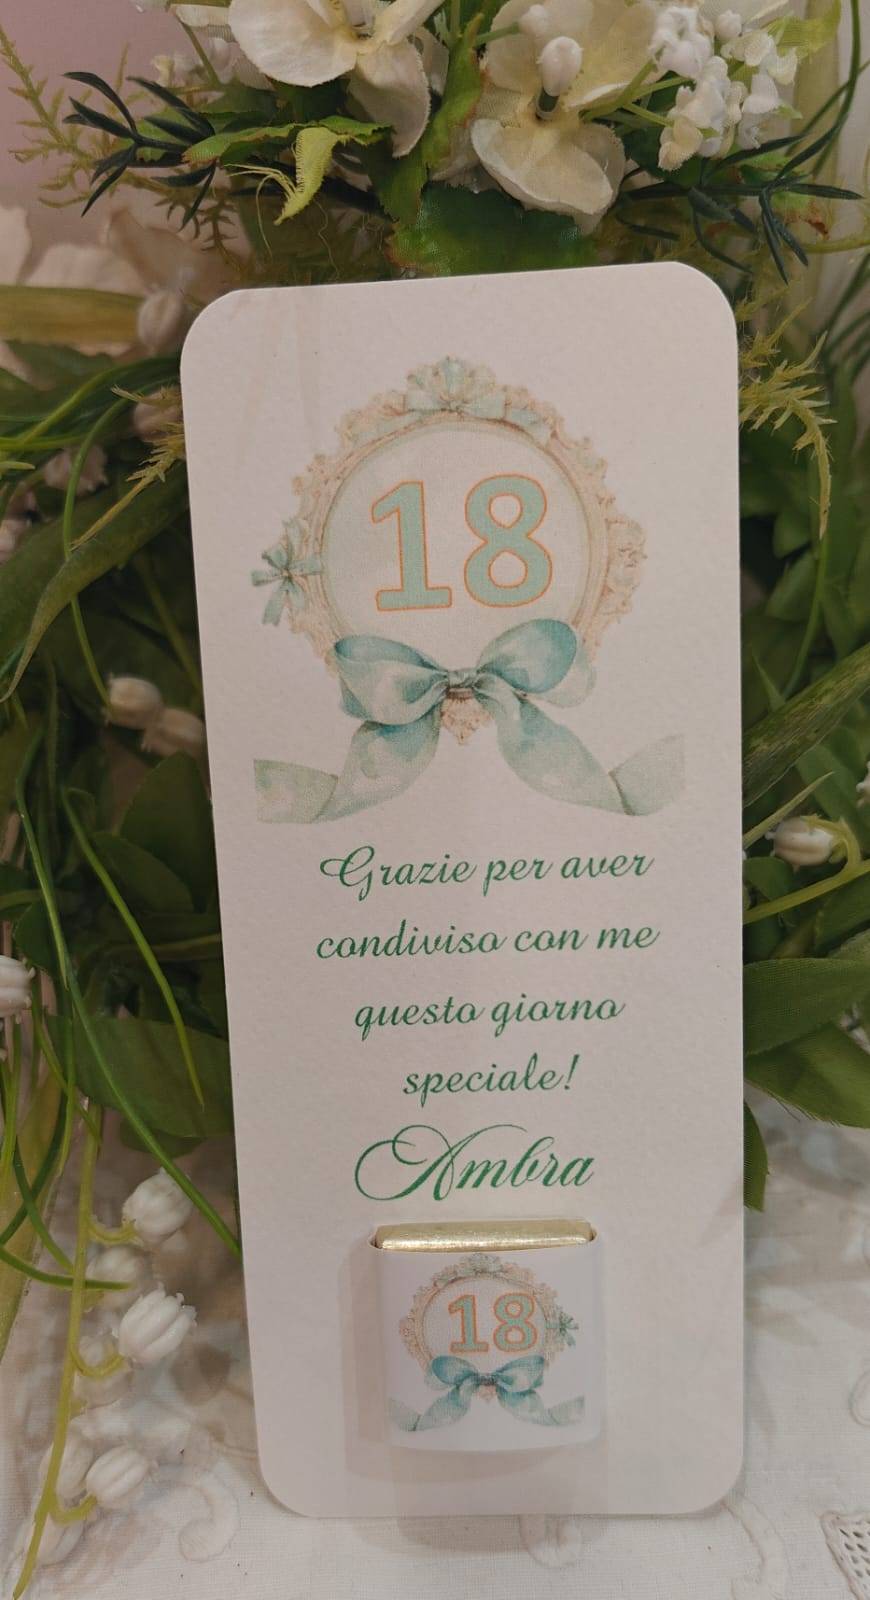 18
Grazie per aver
condiviso con me
questo giorno
speciale!
Ambra
18